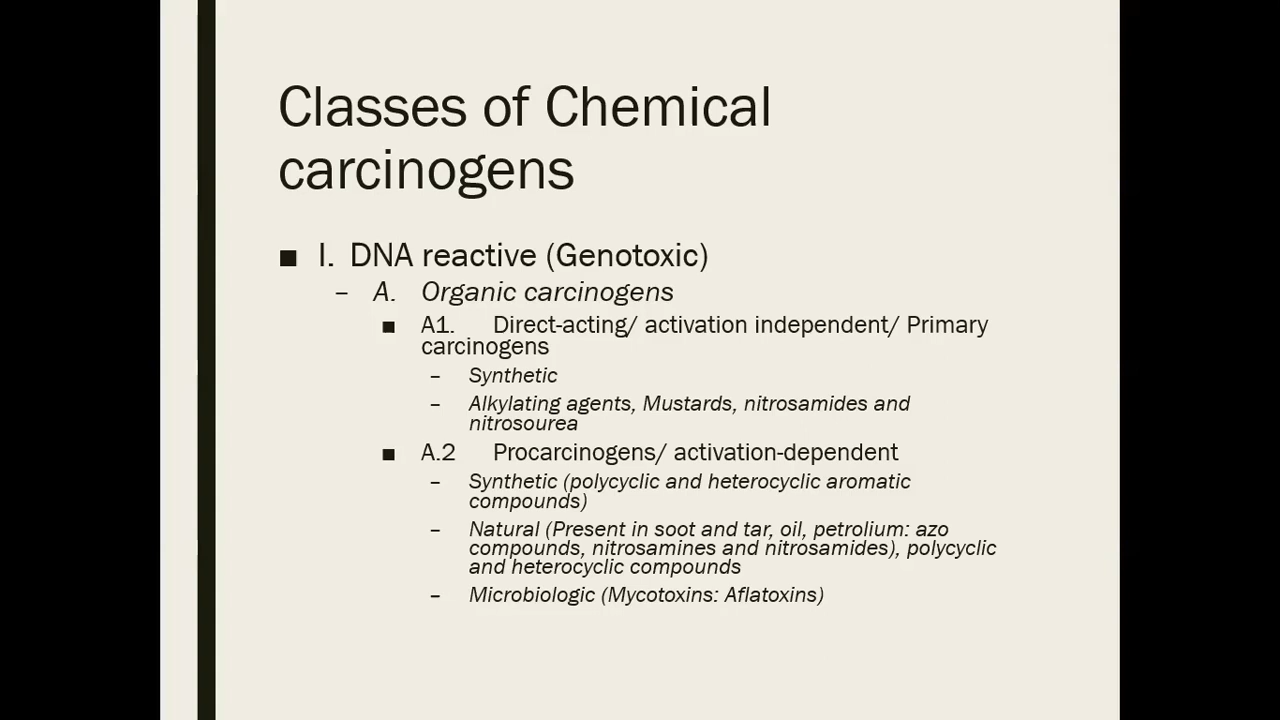 Classes of Chemical
carcinogens
■ I. DNA reactive (Genotoxic)
– A. Organic carcinogens
■ A1. Direct-acting/ activation independent/ Primary
carcinogens
– Synthetic
– Alkylating agents, Mustards, nitrosamides and
nitrosourea
■ A.2 Procarcinogens/ activation-dependent
– Synthetic (polycyclic and heterocyclic aromatic
compounds)
– Natural (Present in soot and tar, oil, petrolium: azo
compounds, nitrosamines and nitrosamides), polycyclic
and heterocyclic compounds
– Microbiologic (Mycotoxins: Aflatoxins)